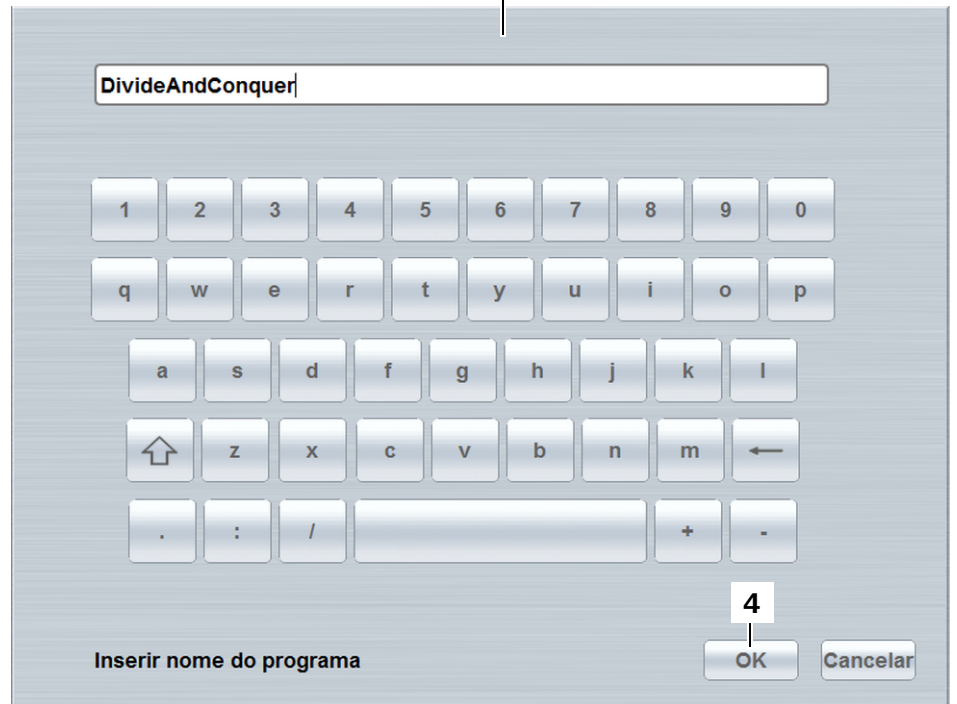 DivideAndConquer
1 2 3 4 5 6 7 8 9 0
q w e r t y u i o p
a s d f g h j k l
z x c v b n m
. : / + -
4
Inserir nome do programa OK Cancelar